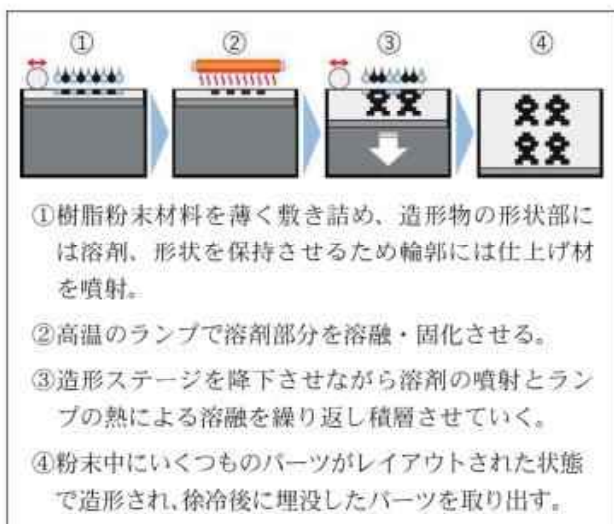 ① ② ③ ④
①樹脂粉末材料を薄く敷き詰め、造形物の形状部に
は溶剤、形状を保持させるため輪郭には仕上げ材
を噴射。
②高温のランプで溶剤部分を溶融・固化させる。
③造形ステージを降下させながら溶剤の噴射とラン
プの熱による溶融を繰り返し積層させていく。
④粉末中にいくつものパーツがレイアウトされた状態
で造形され、徐冷後に埋没したパーツを取り出す。